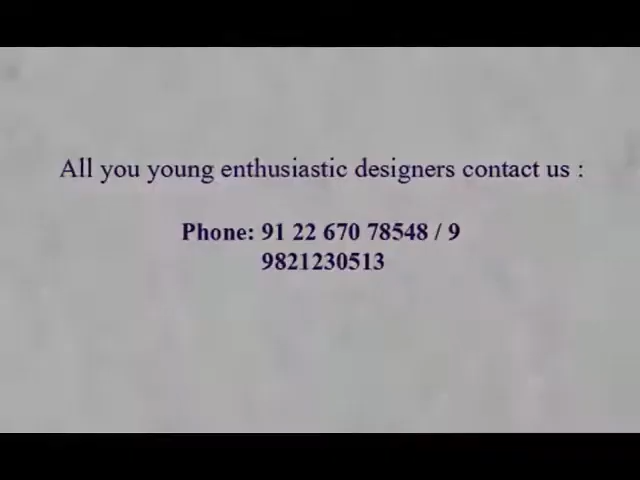 All you young enthusiastic designers contact us :
Phone: 91 22 670 78548 / 9
9821230513